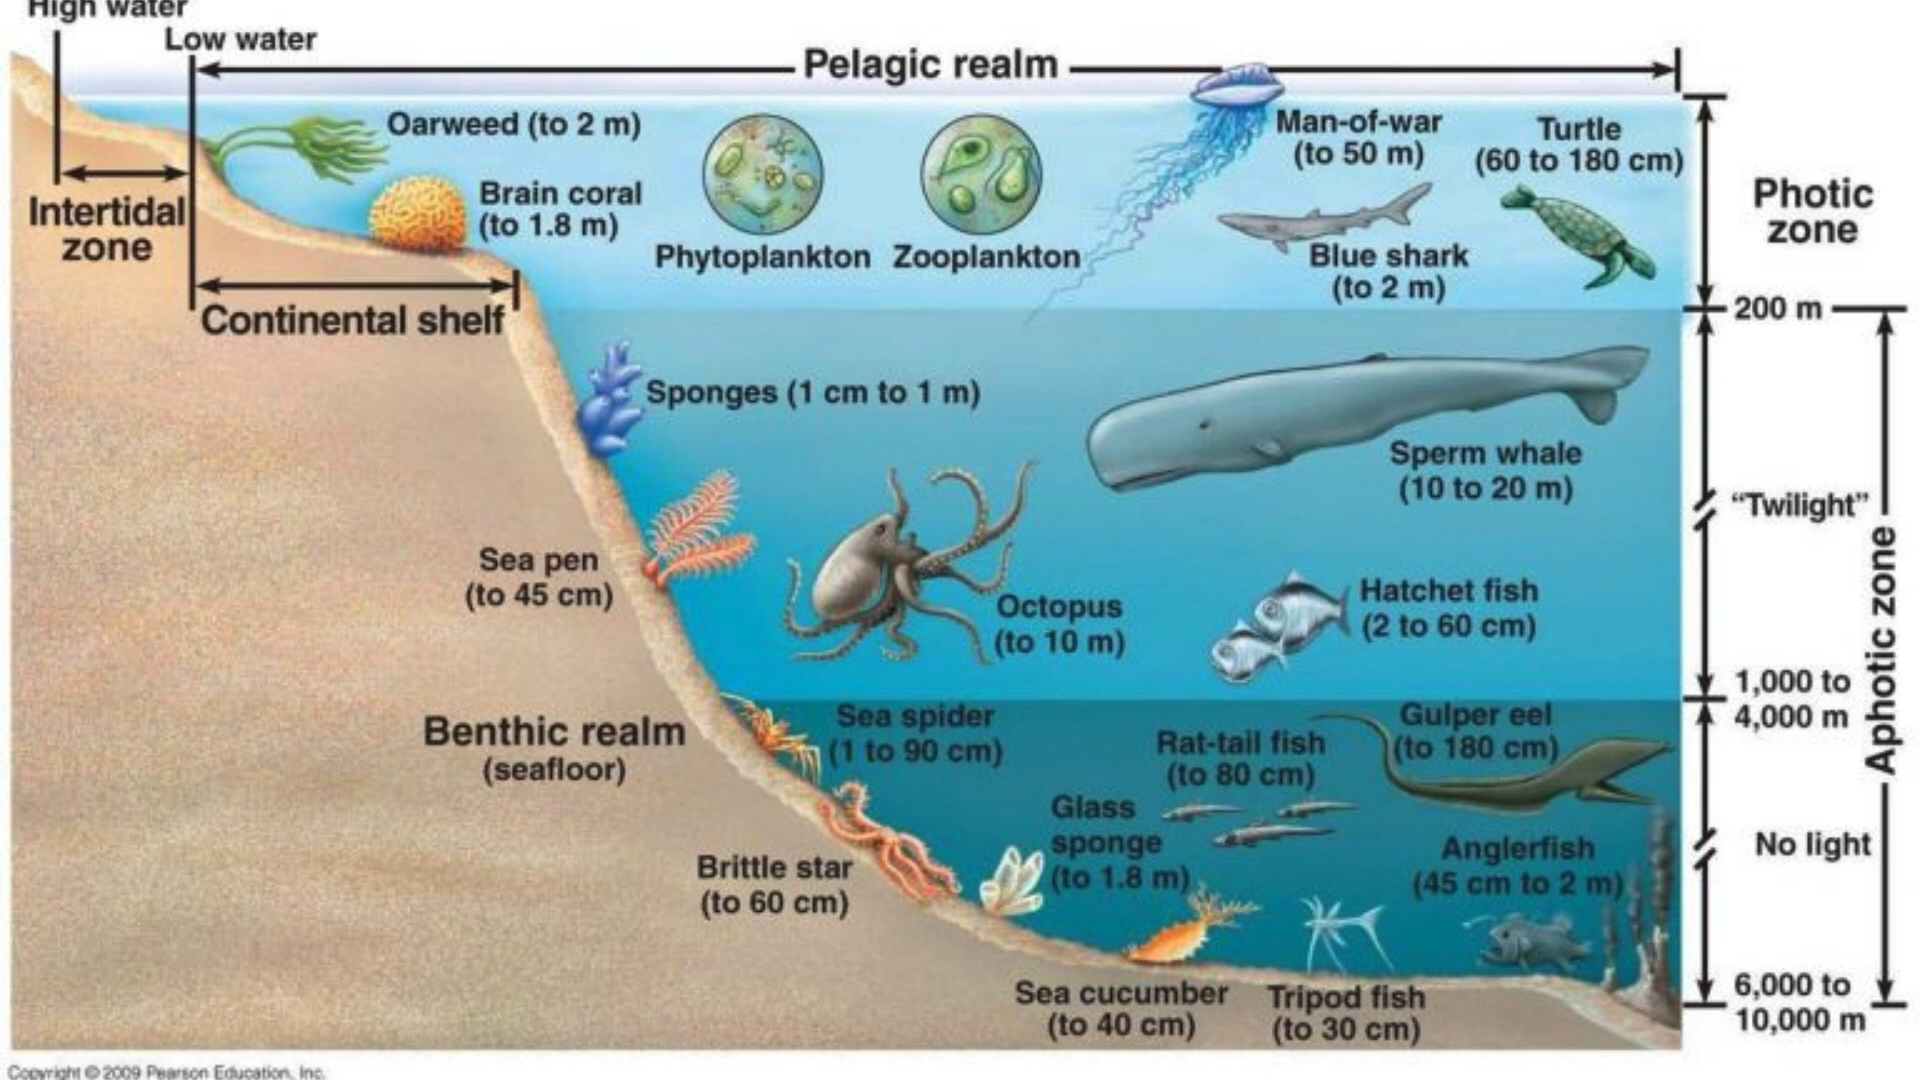 High water
Low water
Pelagic realm
Oarweed (to 2 m)
Brain coral
(to 1.8 m)
Phytoplankton
Zooplankton
Man-of-war
(to 50 m)
Turtle
(60 to 180 cm)
Blue shark
(to 2 m)
Photic
zone
200 m
Intertidal
zone
Continental shelf
Sponges (1 cm to 1 m)
Sperm whale
(10 to 20 m)
"Twilight"
Sea pen
(to 45 cm)
Octopus
(to 10 m)
Hatchet fish
(2 to 60 cm)
Aphotic zone
1,000 to
4,000 m
Benthic realm
(seafloor)
Sea spider
(1 to 90 cm)
Rat-tail fish
(to 80 cm)
Gulper eel
(to 180 cm)
Glass
sponge
(to 1.8 m)
Anglerfish
(45 cm to 2 m)
No light
Brittle star
(to 60 cm)
Sea cucumber
(to 40 cm)
Tripod fish
(to 30 cm)
6,000 to
10,000 m
Copyright © 2009 Pearson Education, Inc.